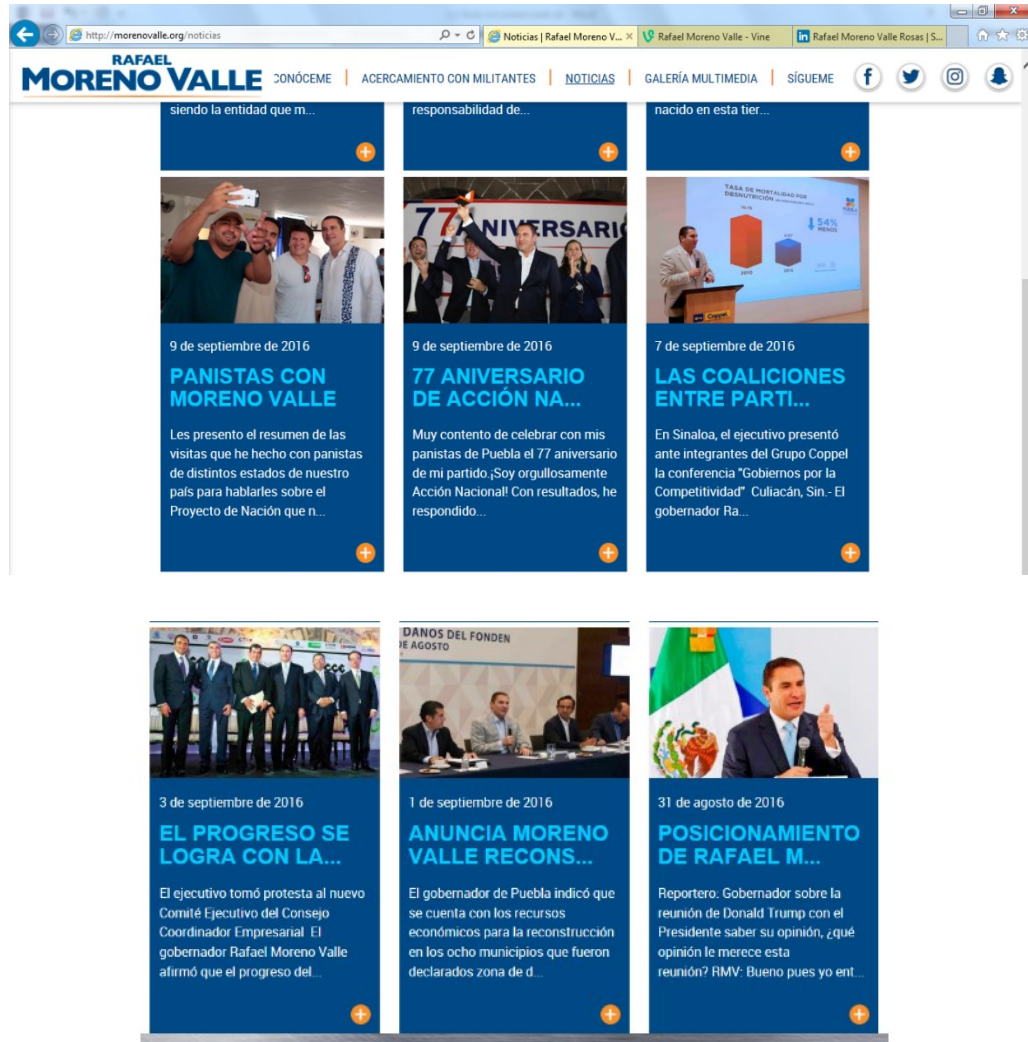 http://morenovalle.org/noticias
Noticias | Rafael Moreno V...
Rafael Moreno Valle - Vine
Rafael Moreno Valle Rosas | S...
RAFAEL
MORENO VALLE
CONÓCEME | ACERCAMIENTO CON MILITANTES | NOTICIAS | GALERÍA MULTIMEDIA | SÍGUEME
siendo la entidad que m...
responsabilidad de...
nacido en esta tier...
77 ANIVERSARIO
TASA DE MORTALIDAD POR
DESNUTRICIÓN
54%
MENOS
Coppel
9 de septiembre de 2016
PANISTAS CON
MORENO VALLE
Les presento el resumen de las
visitas que he hecho con panistas
de distintos estados de nuestro
país para hablarles sobre el
Proyecto de Nación que n...
9 de septiembre de 2016
77 ANIVERSARIO
DE ACCIÓN NA...
Muy contento de celebrar con mis
panistas de Puebla el 77 aniversario
de mi partido.¡Soy orgullosamente
Acción Nacional! Con resultados, he
respondido...
7 de septiembre de 2016
LAS COALICIONES
ENTRE PARTI...
En Sinaloa, el ejecutivo presentó
ante integrantes del Grupo Coppel
la conferencia "Gobiernos por la
Competitividad" Culiacán, Sin.- El
gobernador Ra...
DANOS DEL FONDEN
DE AGOSTO
3 de septiembre de 2016
EL PROGRESO SE
LOGRA CON LA...
El ejecutivo tomó protesta al nuevo
Comité Ejecutivo del Consejo
Coordinador Empresarial El
gobernador Rafael Moreno Valle
afirmó que el progreso del...
1 de septiembre de 2016
ANUNCIA MORENO
VALLE RECONS...
El gobernador de Puebla indicó que
se cuenta con los recursos
económicos para la reconstrucción
en los ocho municipios que fueron
declarados zona de d...
31 de agosto de 2016
POSICIONAMIENTO
DE RAFAEL M...
Reportero: Gobernador sobre la
reunión de Donald Trump con el
Presidente saber su opinión, ¿qué
opinión le merece esta
reunión? RMV: Bueno pues yo ent...